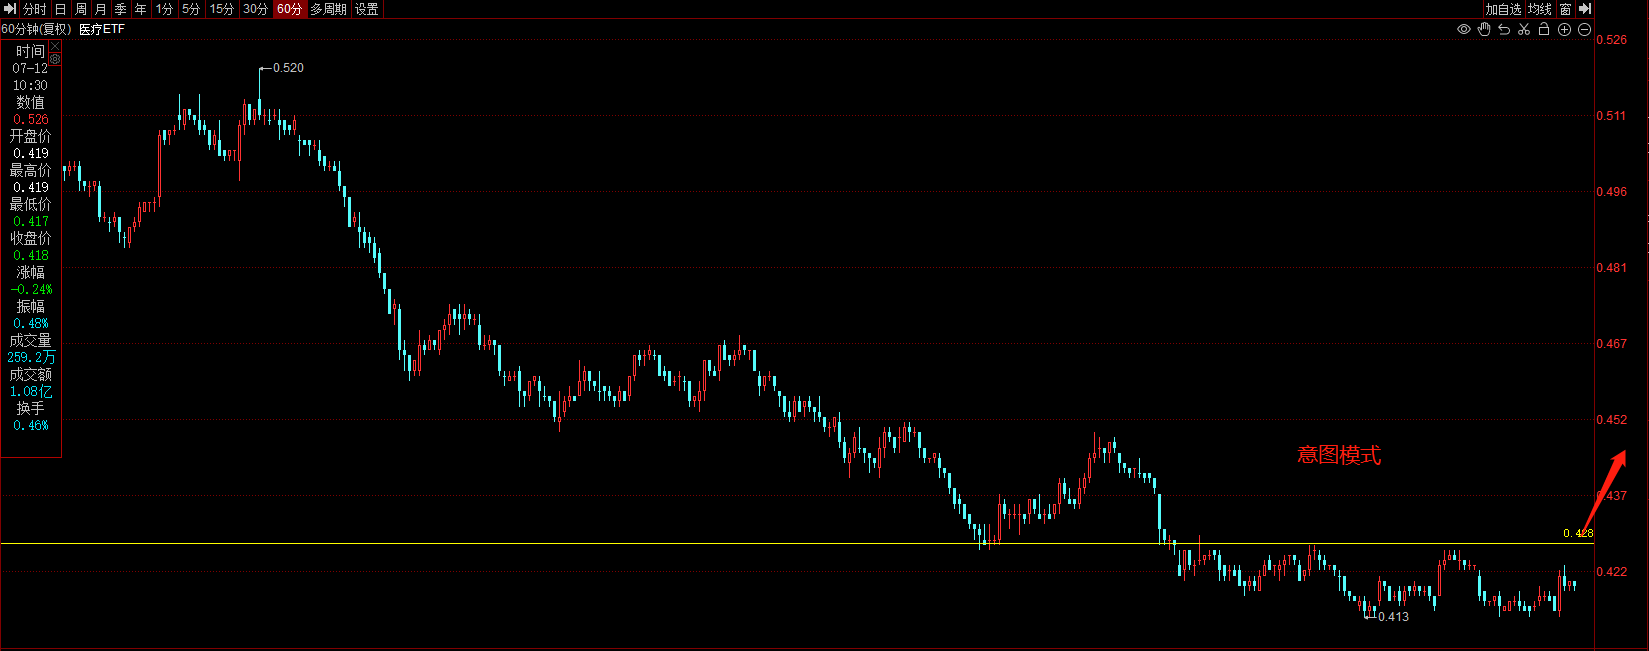 分时 日 周 月 季 年 1分 5分 15分 30分 60分 多周期 设置 加自选 均线 窗
60分钟(复权) 医疗ETF
时间
07-12
10:30
数值
0.526
开盘价
0.419
最高价
0.419
最低价
0.417
收盘价
0.418
涨幅
-0.24%
振幅
0.48%
成交量
259.2万
成交额
1.08亿
换手
0.46%
0.520
意图模式
0.428
0.413
0.526
0.511
0.496
0.481
0.467
0.452
0.437
0.422